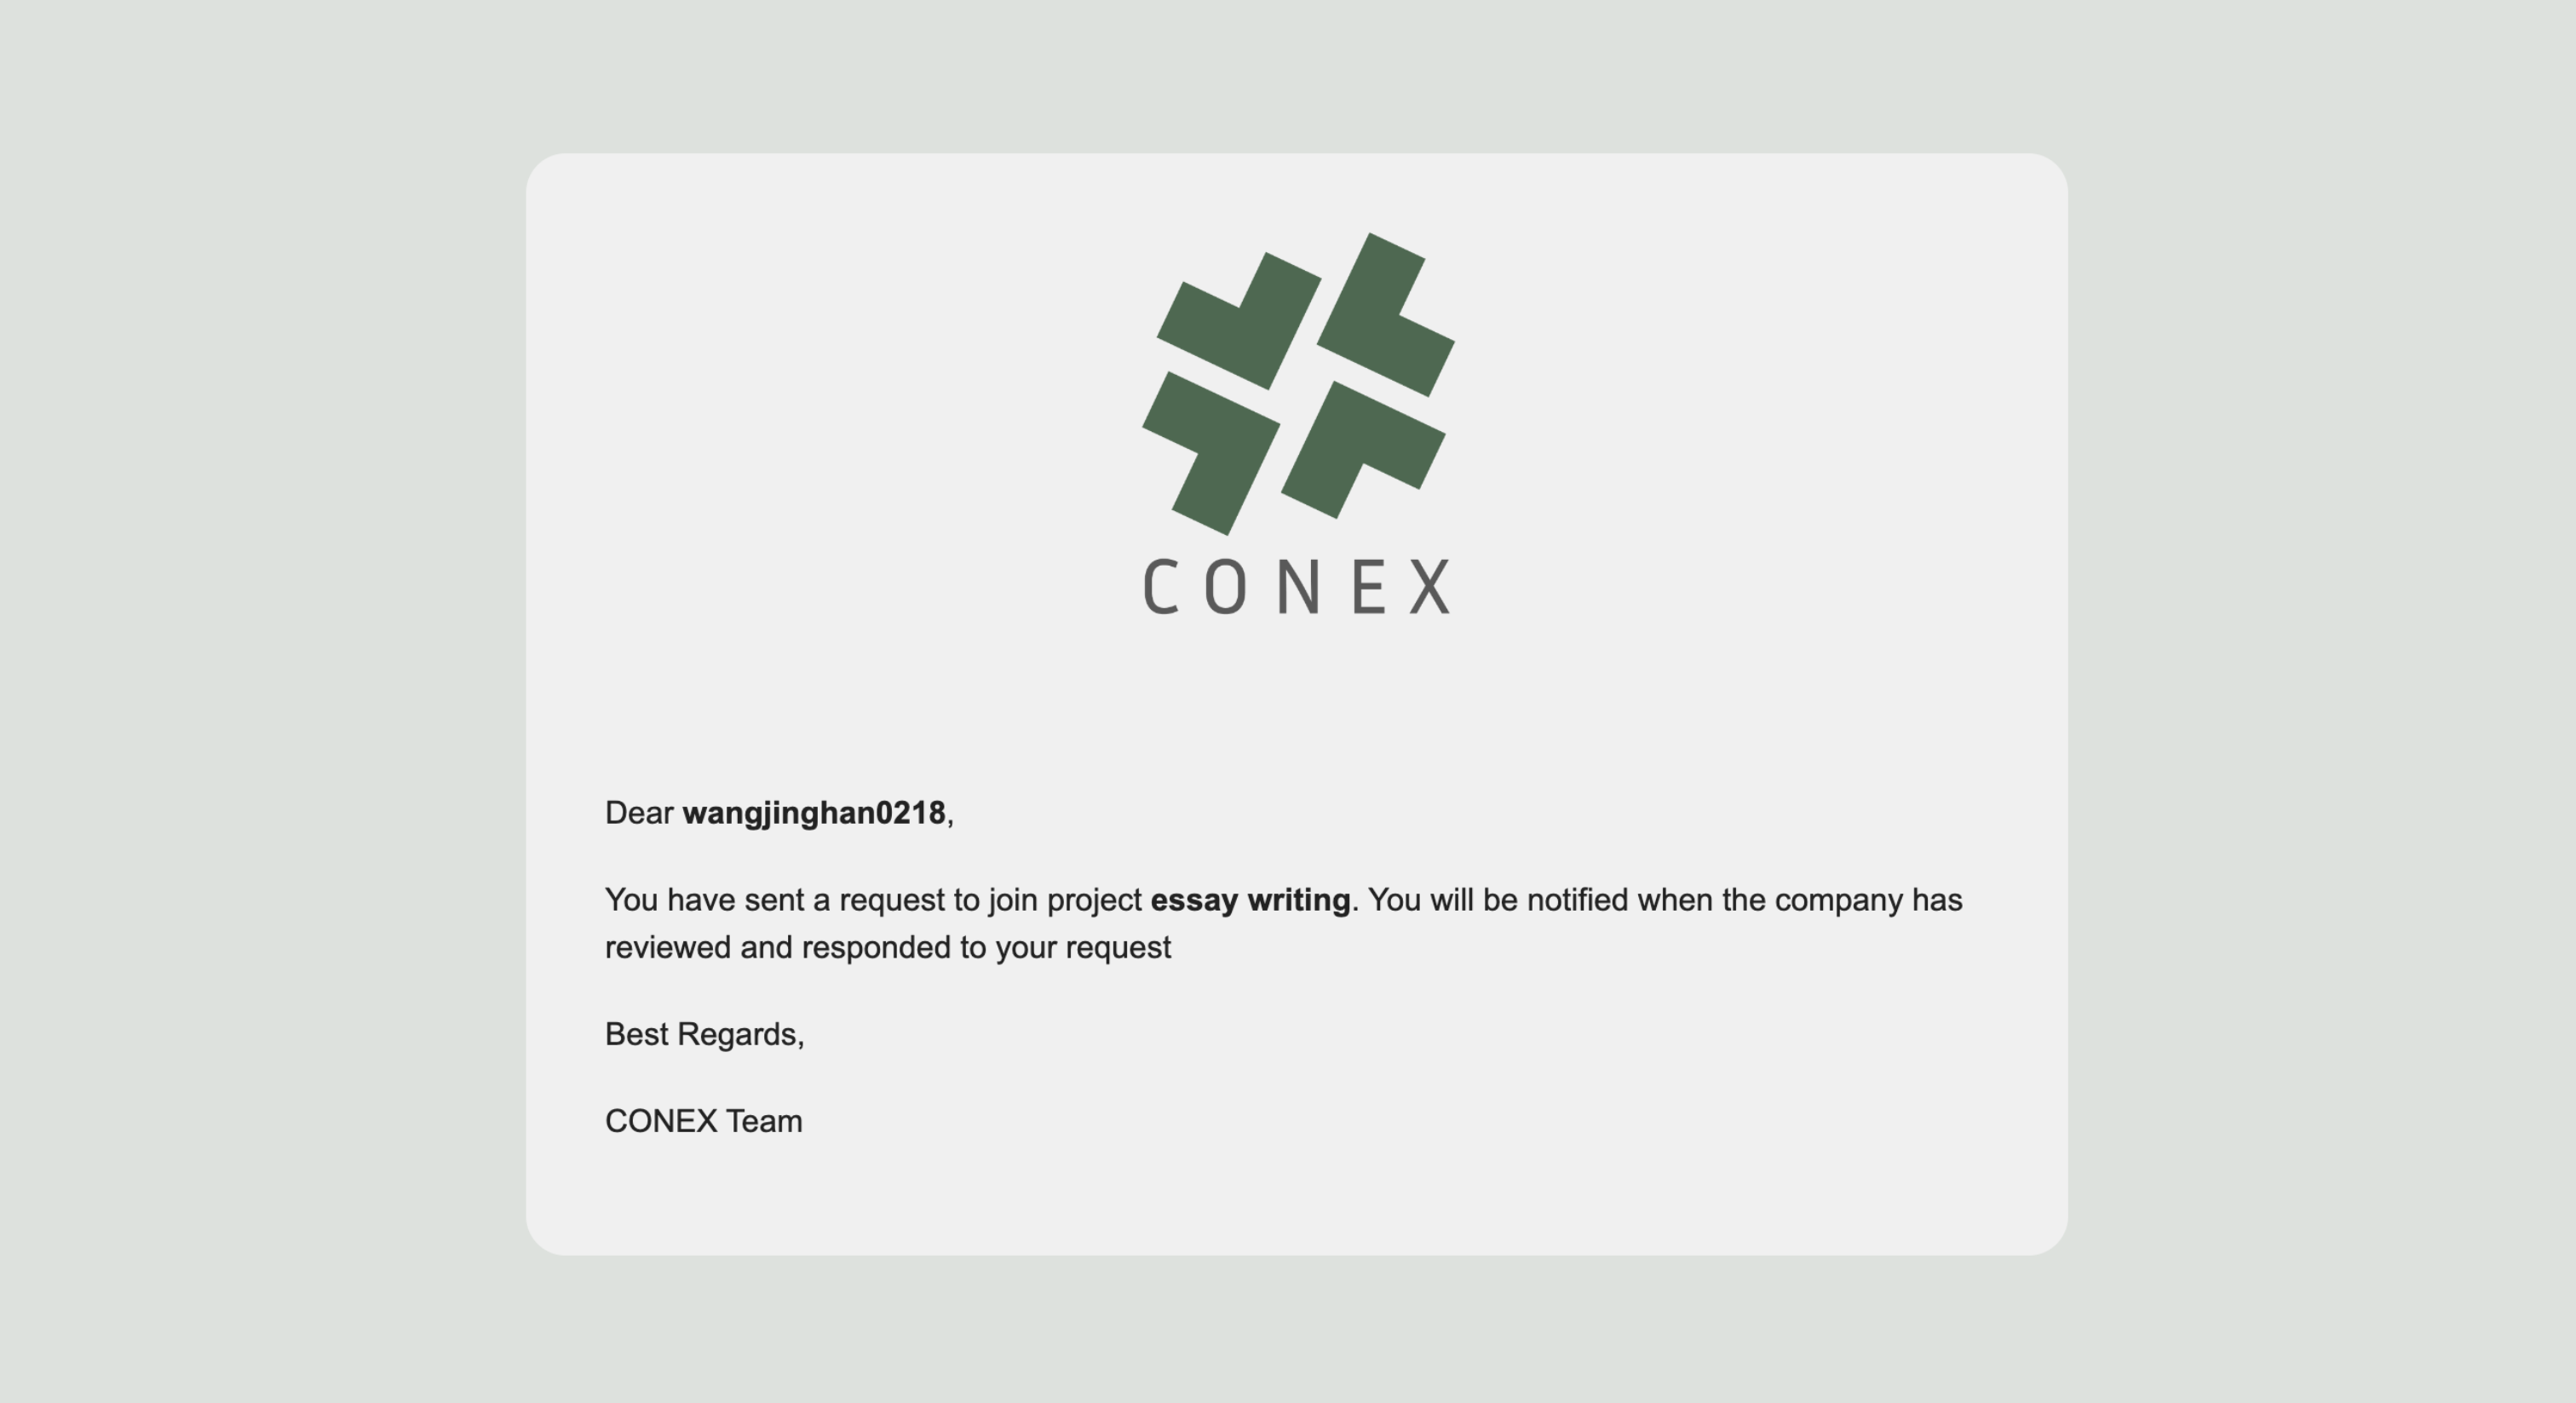 CONEX
Dear wangjinghan0218,
You have sent a request to join project essay writing. You will be notified when the company has
reviewed and responded to your request
Best Regards,
CONEX Team